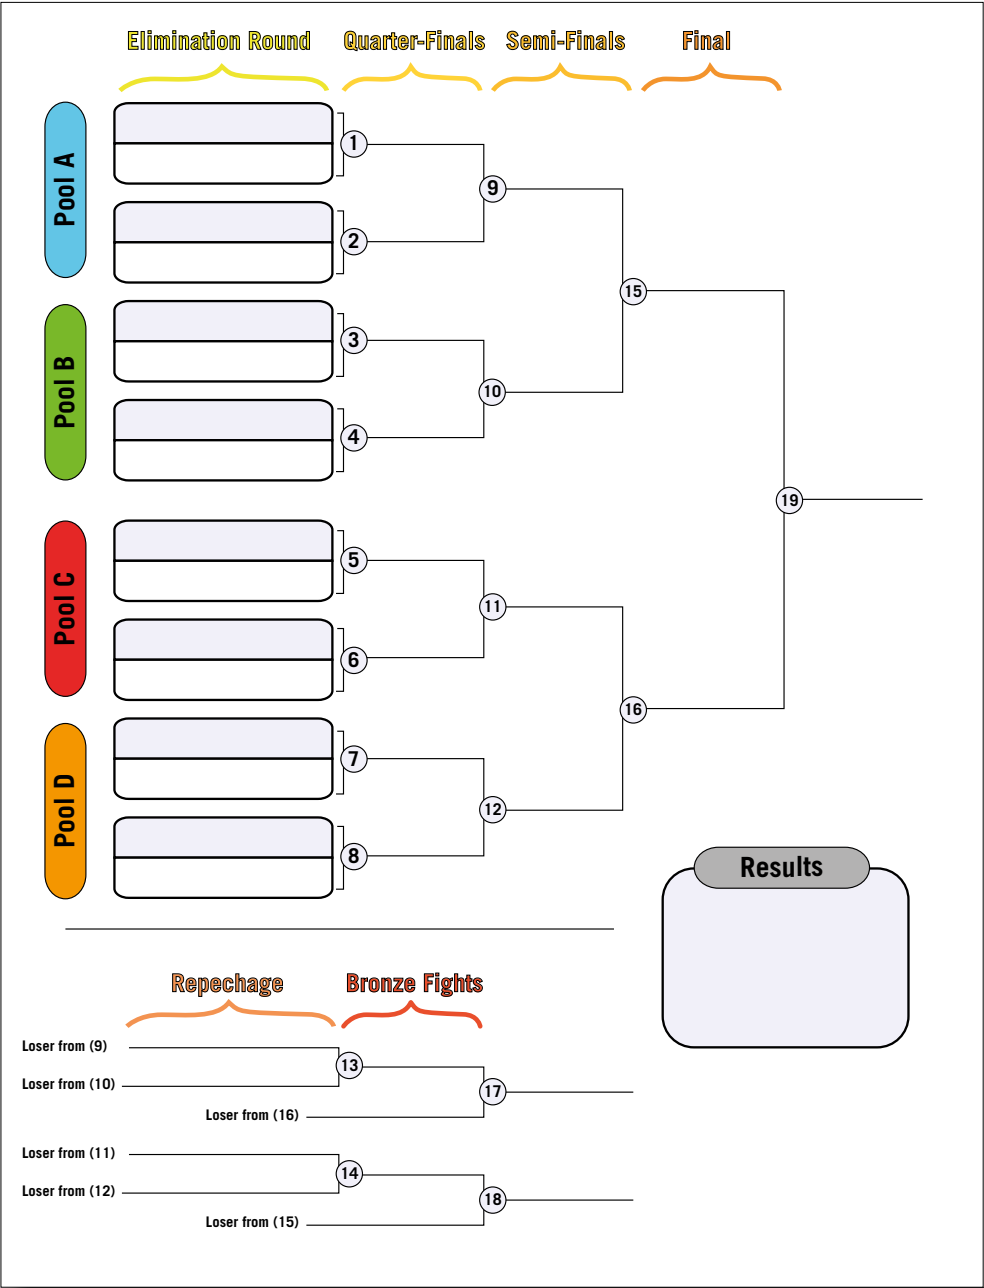 Elimination Round Quarter-Finals Semi-Finals Final
Pool A
1
9
2
15
Pool B
3
10
4
19
Pool C
5
11
6
16
Pool D
7
12
8
Results
Repechage Bronze Fights
Loser from (9)
13
Loser from (10)
17
Loser from (16)
Loser from (11)
14
Loser from (12)
18
Loser from (15)